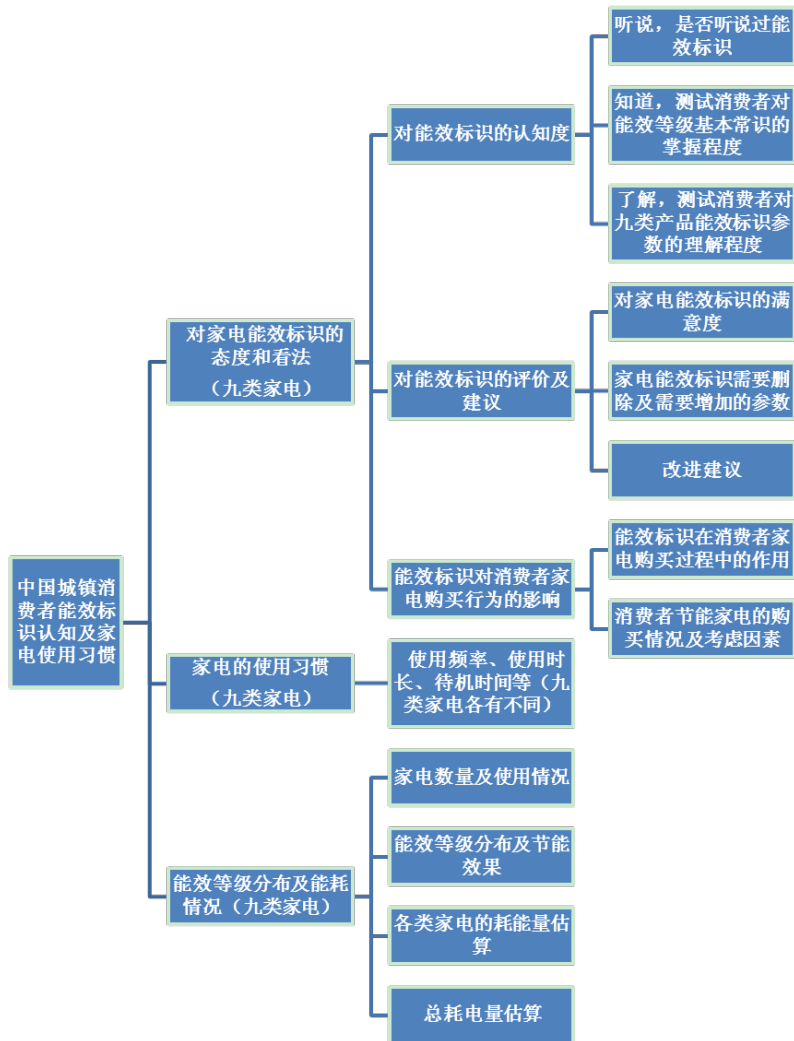 中国城镇消
费者能效标
识认知及家
电使用习惯
对家电能效标识的
态度和看法
（九类家电）
对能效标识的认知度
听说，是否听说过能
效标识
知道，测试消费者对
能效等级基本常识的
掌握程度
了解，测试消费者对
九类产品能效标识参
数的理解程度
对能效标识的评价及
建议
对家电能效标识的满
意度
家电能效标识需要删
除及需要增加的参数
改进建议
能效标识对消费者家
电购买行为的影响
能效标识在消费者家
电购买过程中的作用
消费者节能家电的购
买情况及考虑因素
家电的使用习惯
（九类家电）
使用频率、使用时
长、待机时间等（九
类家电各有不同）
能效等级分布及能耗
情况（九类家电）
家电数量及使用情况
能效等级分布及节能
效果
各类家电的耗能量估
算
总耗电量估算